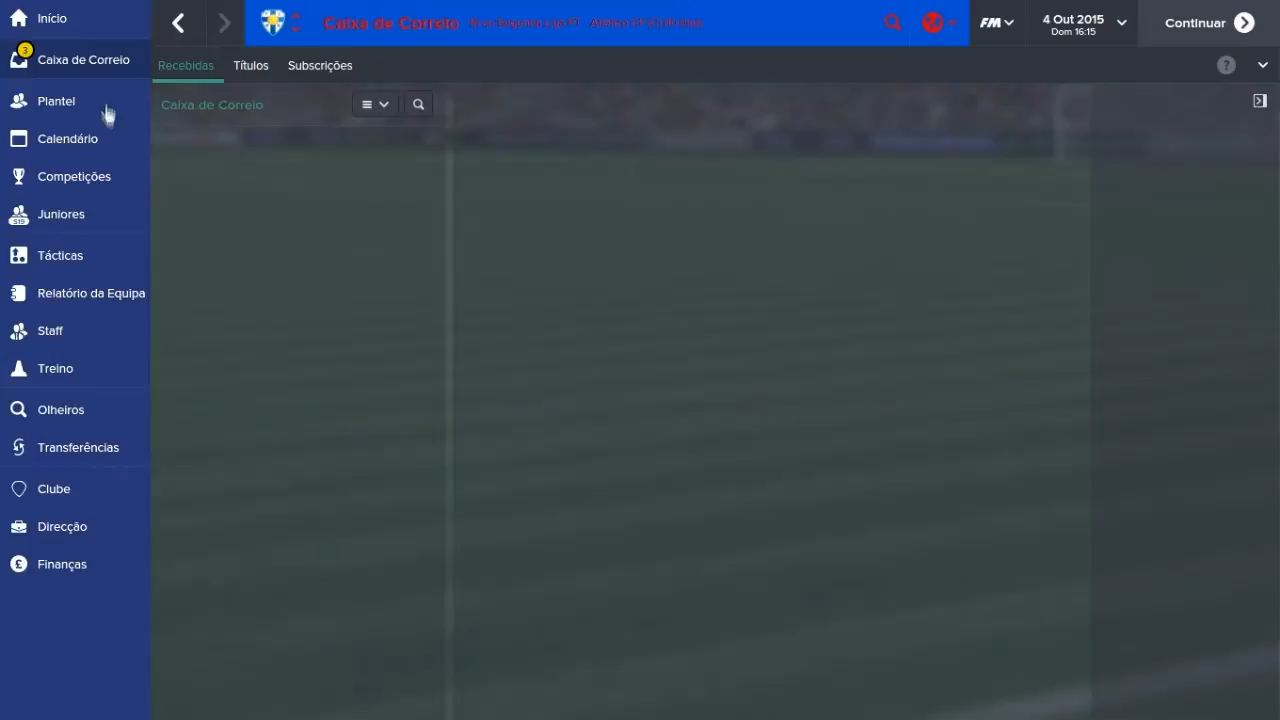 Início
3
Caixa de Correio
Plantel
Calendário
Competições
S19
Juniores
Tácticas
Relatório da Equipa
Staff
Treino
Olheiros
Transferências
Clube
Direcção
£
Finanças
Caixa de Correio
FM
4 Out 2015
Dom 16:15
Continuar
Recebidas
Títulos
Subscrições
?
Caixa de Correio